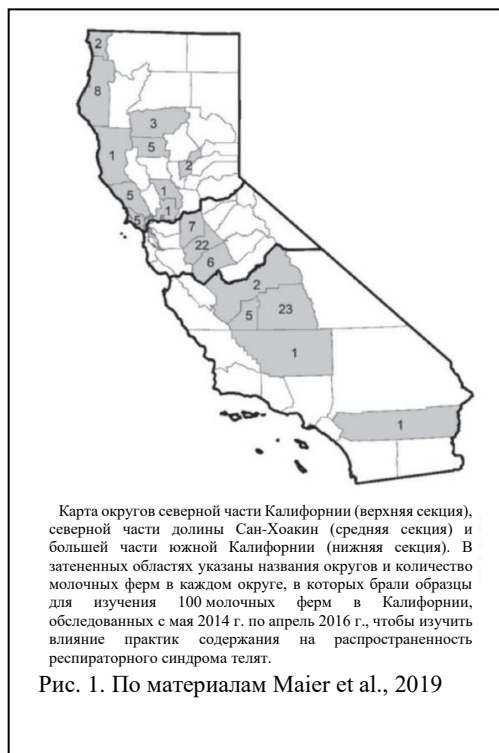 2
8
3
5
1
2
5
1
1
5
7
22
6
2
5
23
1
1
Карта округов северной части Калифорнии (верхняя секция),
северной части долины Сан-Хоакин (средняя секция) и
большей части южной Калифорнии (нижняя секция). В
затененных областях указаны названия округов и количество
молочных ферм в каждом округе, в которых брали образцы
для изучения 100 молочных ферм в Калифорнии,
обследованных с мая 2014 г. по апрель 2016 г., чтобы изучить
влияние практик содержания на распространенность
респираторного синдрома телят.
Рис. 1. По материалам Maier et al., 2019